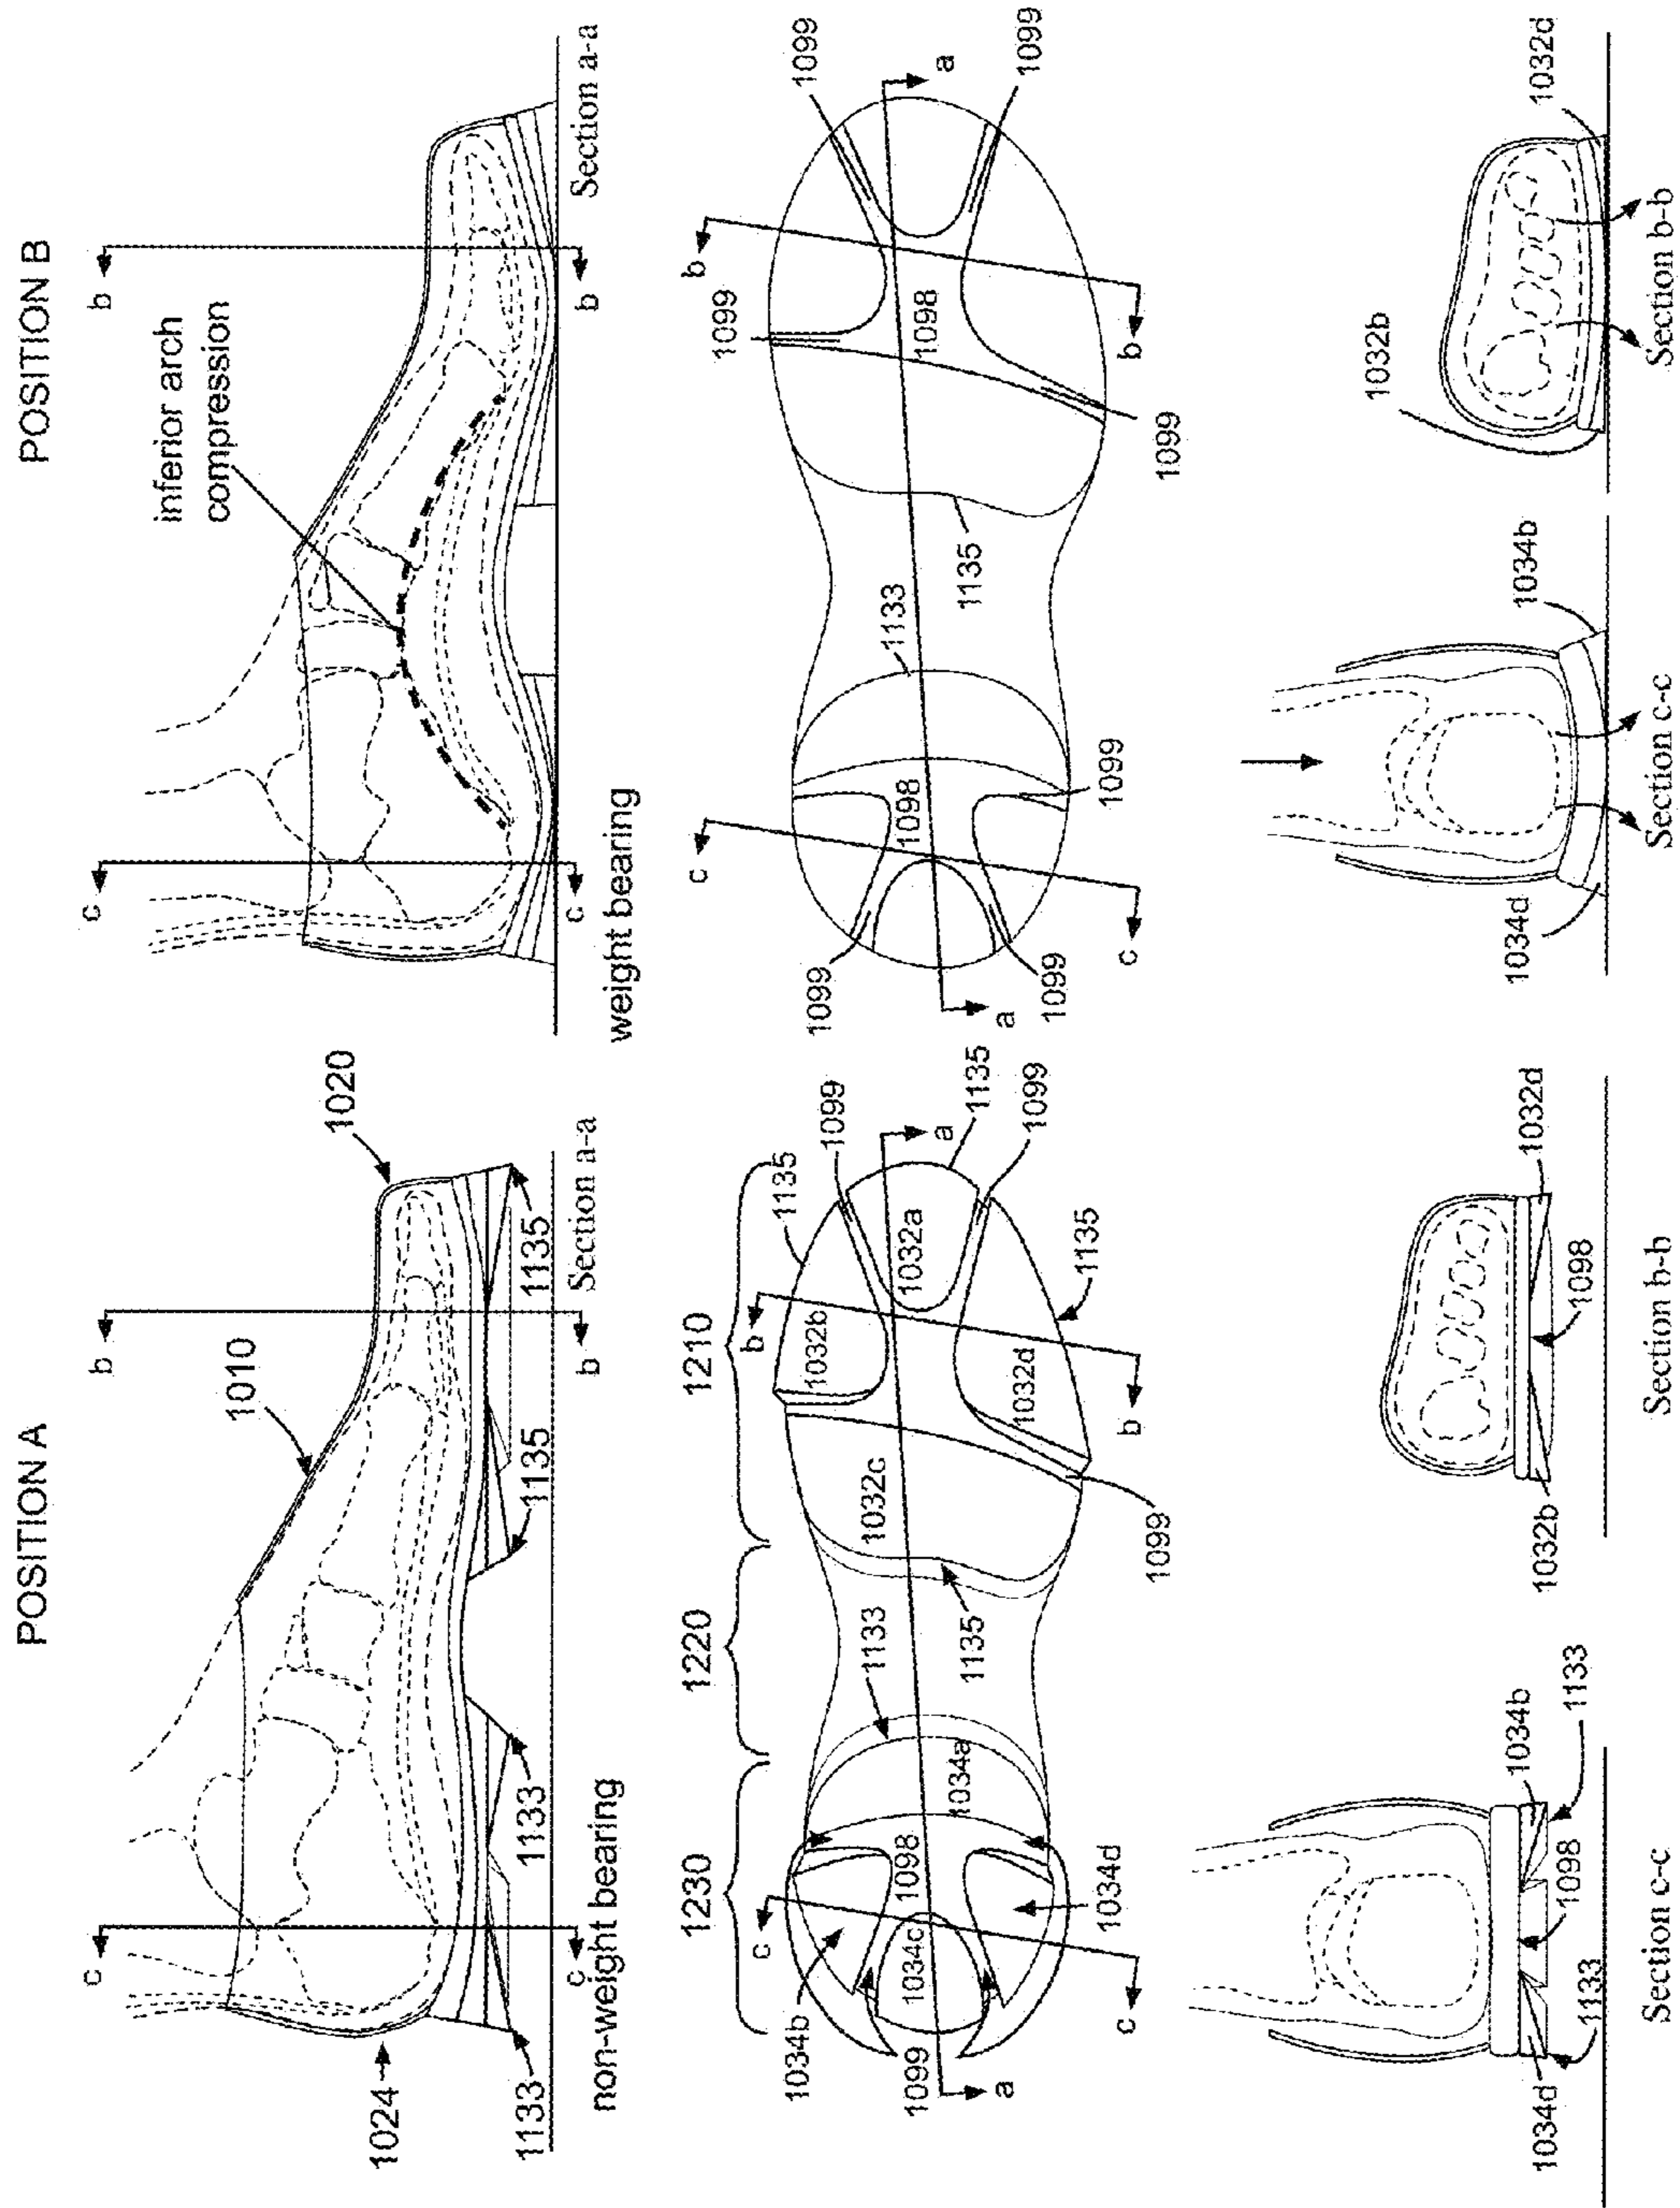 POSITION A
1010
1020
1024
b
b
c
c
1133
1133
1135
1135
Section a-a
non-weight bearing
1230
1220
1210
1135
1099
1135
a
b
1032b
1032a
1099
1135
1133
1032c
1032d
b
c
1034a
1098
1135
1099
1034b
1034c
1034d
1099
a
c
1034d
1133
1098
1034b
1133
Section c-c
1032b
1098
1032d
Section b-b
POSITION B
inferior arch
compression
b
b
c
c
Section a-a
weight bearing
1099
1099
a
b
1099
1098
b
1099
1133
1135
c
1098
1099
1099
1099
a
c
1034d
1034b
Section c-c
1032b
1032d
Section b-b